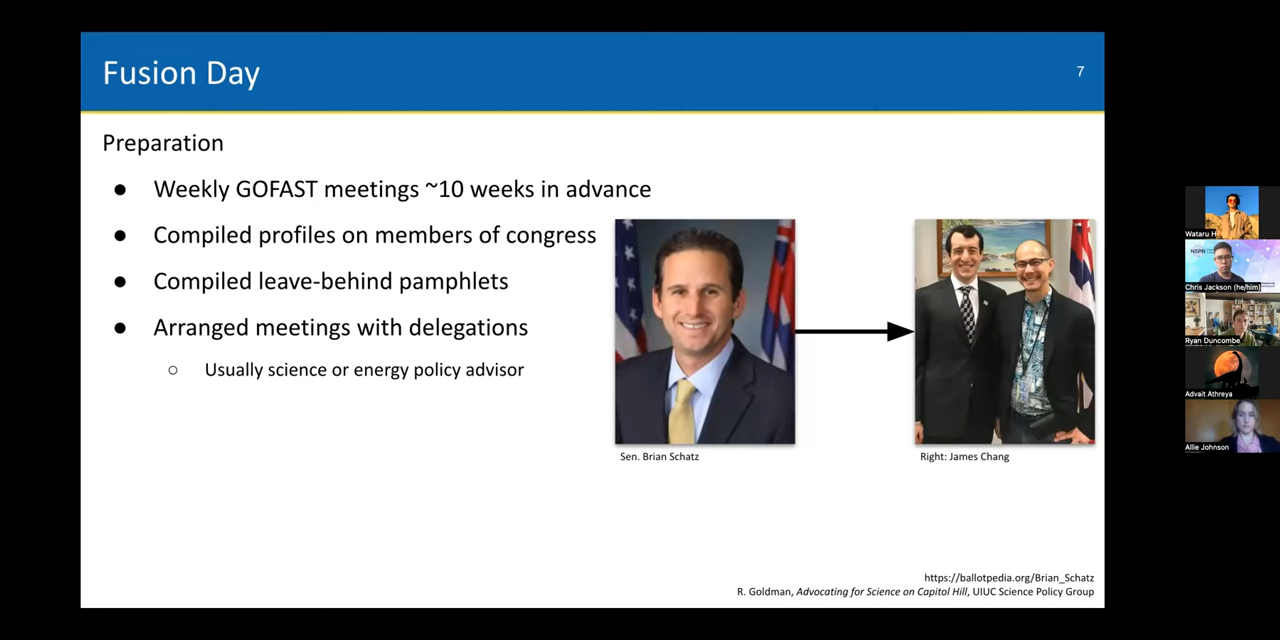 Fusion Day
7
Preparation
● Weekly GOFAST meetings ~10 weeks in advance
● Compiled profiles on members of congress
● Compiled leave-behind pamphlets
● Arranged meetings with delegations
○ Usually science or energy policy advisor
Sen. Brian Schatz
Right: James Chang
https://ballotpedia.org/Brian_Schatz
R. Goldman, Advocating for Science on Capitol Hill, UIUC Science Policy Group
Wataru H
NSPN
Chris Jackson (he/him)
Ryan Duncombe
Advait Athreya
Allie Johnson